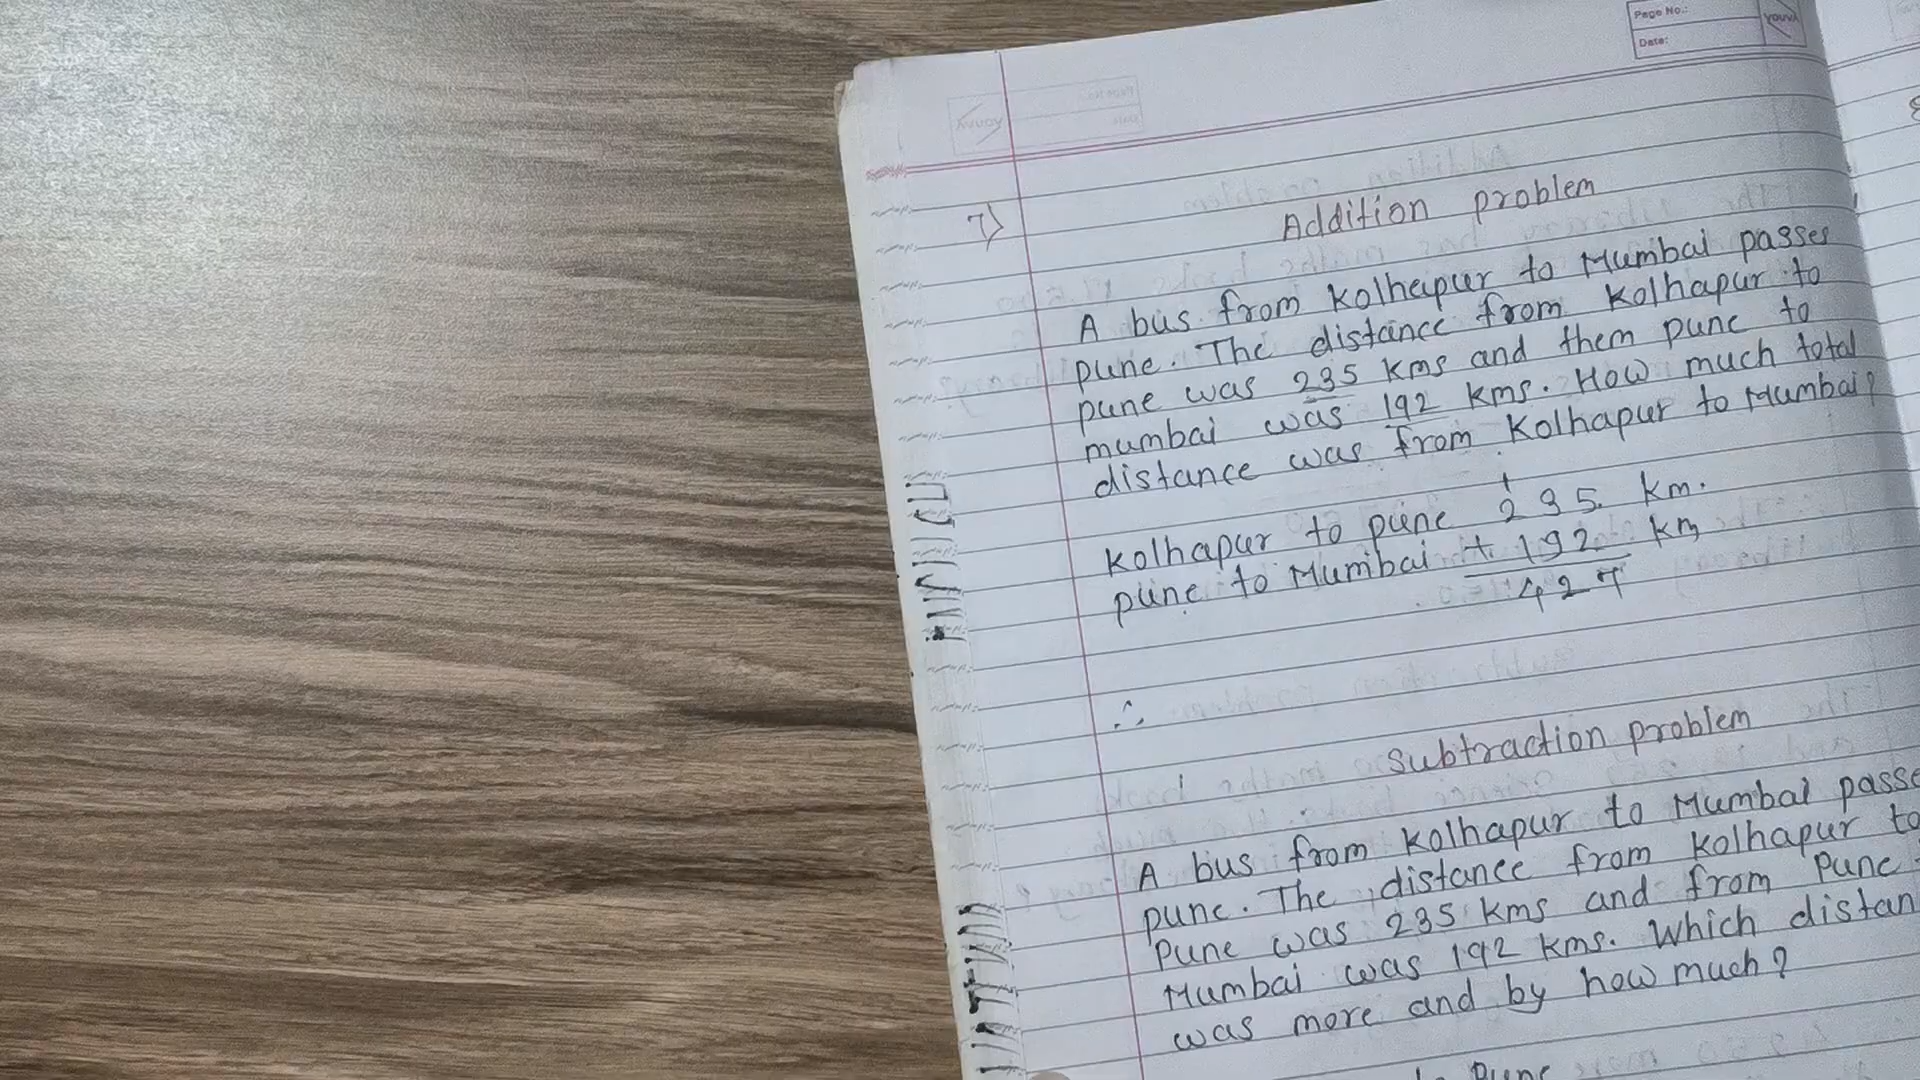 Page No.:
Date:
YOUVA
7)
Addition problem
A bus from Kolhapur to Mumbai passes
pune. The distance from Kolhapur to
pune was 235 kms and them pune to
mumbai was 192 kms. How much total
distance was from Kolhapur to Mumbai?
1
Kolhapur to pune 235. km.
pune to Mumbai + 192 km
427
∴
Subtraction problem
A bus from Kolhapur to Mumbai passe
pune. The distance from Kolhapur to
Pune was 235 kms and from Pune
Mumbai was 192 kms. Which distan
was more and by how much?
Pune